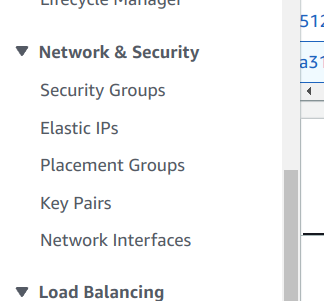 Lifecycle Manager
Network & Security
Security Groups
Elastic IPs
Placement Groups
Key Pairs
Network Interfaces
Load Balancing
512
a31